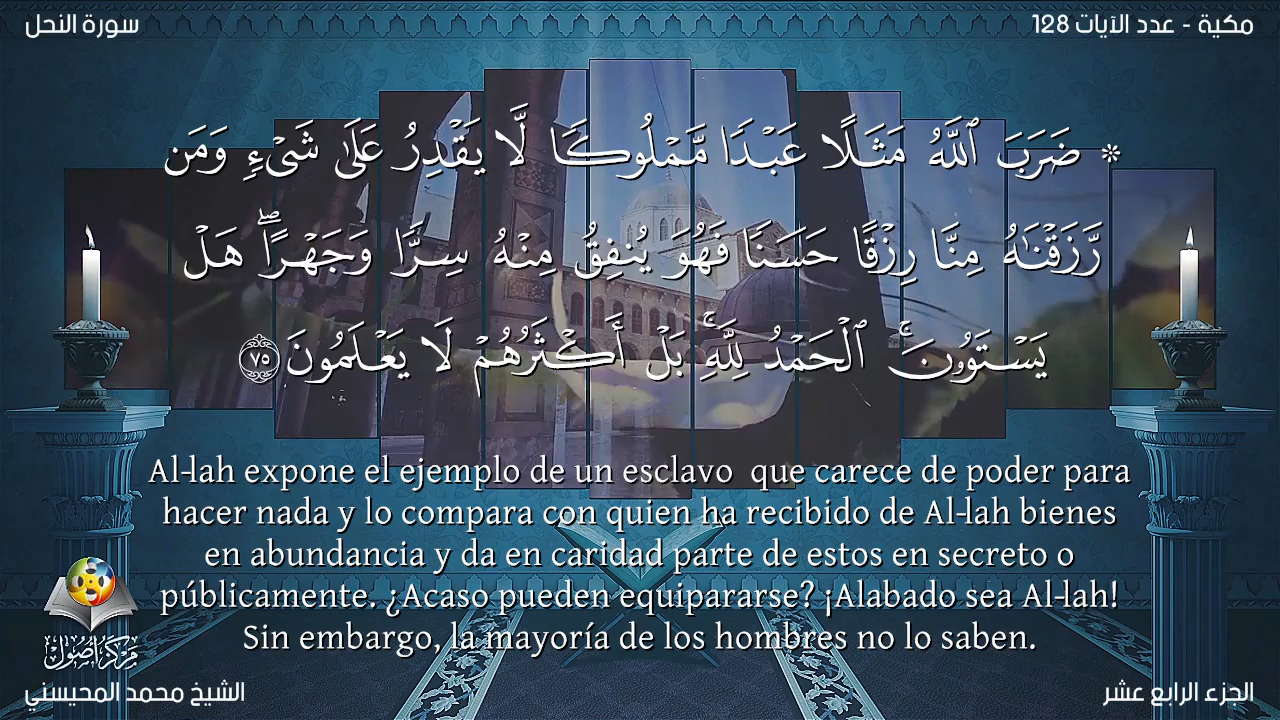 سورة النحل
مكية - عدد الآيات 128
۞ ضَرَبَ ٱللَّهُ مَثَلًا عَبْدًا مَّمْلُوكًا لَّا يَقْدِرُ عَلَىٰ شَىْءٍ وَمَن
رَّزَقْنَٰهُ مِنَّا رِزْقًا حَسَنًا فَهُوَ يُنفِقُ مِنْهُ سِرًّا وَجَهْرًا ۖ هَلْ
يَسْتَوُۥنَ ۚ ٱلْحَمْدُ لِلَّهِ ۚ بَلْ أَكْثَرُهُمْ لَا يَعْلَمُونَ ٧٥
Al-lah expone el ejemplo de un esclavo que carece de poder para
hacer nada y lo compara con quien ha recibido de Al-lah bienes
en abundancia y da en caridad parte de estos en secreto o
públicamente. ¿Acaso pueden equipararse? ¡Alabado sea Al-lah!
Sin embargo, la mayoría de los hombres no lo saben.
مركز أصول
الشيخ محمد المحيسني
الجزء الرابع عشر